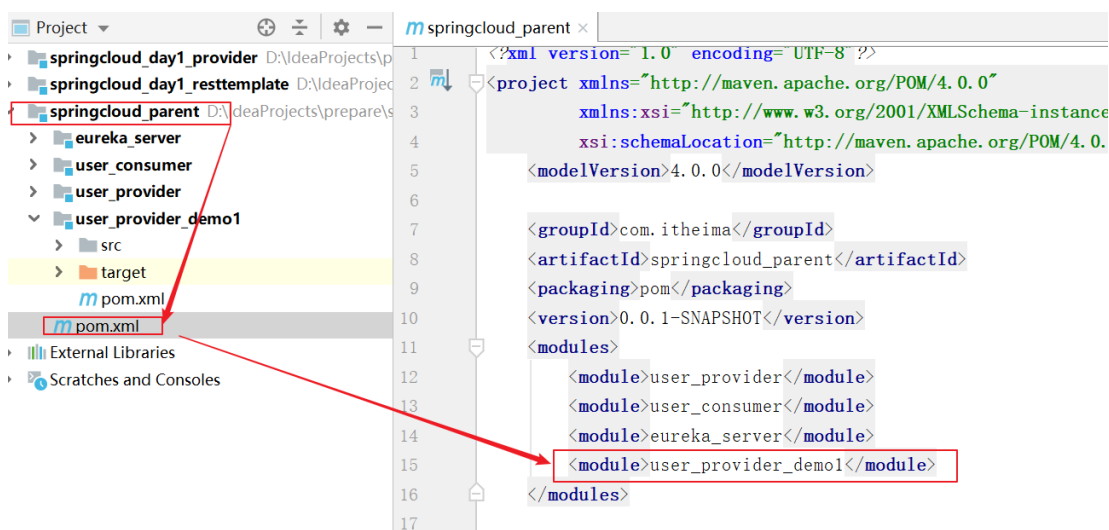 Project
springcloud_day1_provider D:\IdeaProjects\p
springcloud_day1_resttemplate D:\IdeaProjec
springcloud_parent D:\IdeaProjects\prepare\s
eureka_server
user_consumer
user_provider
user_provider_demo1
src
target
pom.xml
pom.xml
External Libraries
Scratches and Consoles
springcloud_parent
1 <?xml version="1.0" encoding="UTF-8"?>
2 <project xmlns="http://maven.apache.org/POM/4.0.0"
3 xmlns:xsi="http://www.w3.org/2001/XMLSchema-instance
4 xsi:schemaLocation="http://maven.apache.org/POM/4.0.
5 <modelVersion>4.0.0</modelVersion>
6
7 <groupId>com.itheima</groupId>
8 <artifactId>springcloud_parent</artifactId>
9 <packaging>pom</packaging>
10 <version>0.0.1-SNAPSHOT</version>
11 <modules>
12 <module>user_provider</module>
13 <module>user_consumer</module>
14 <module>eureka_server</module>
15 <module>user_provider_demo1</module>
16 </modules>
17